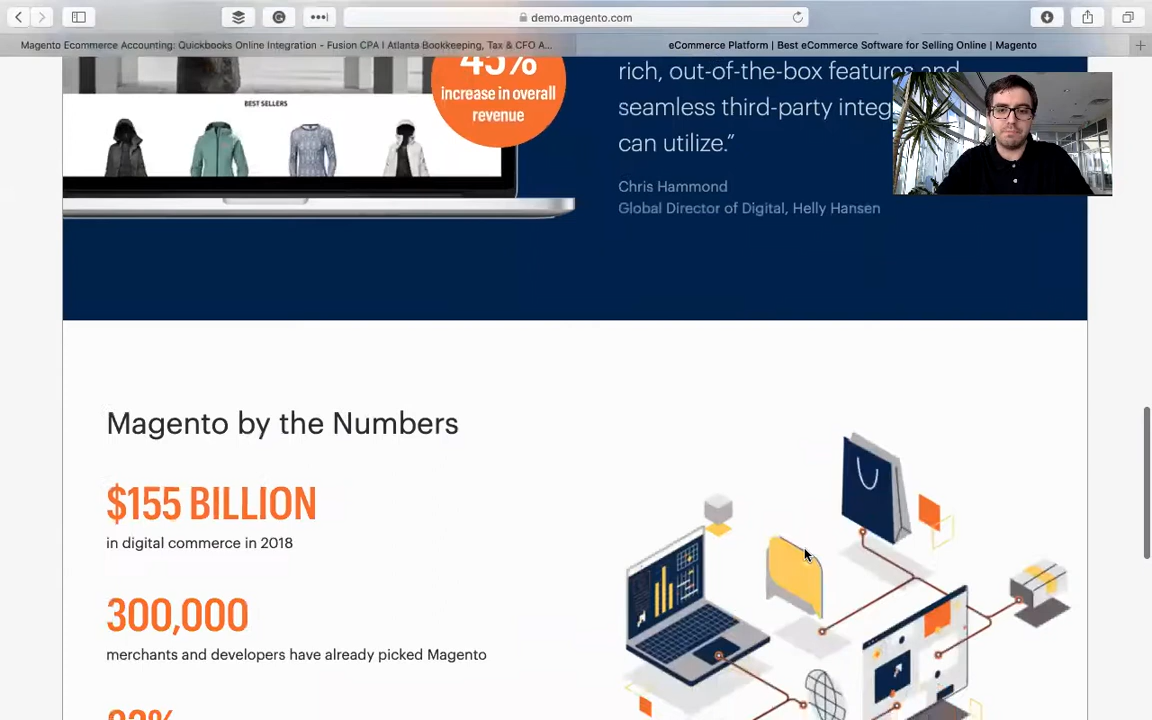 demo.magento.com
Magento Ecommerce Accounting: Quickbooks Online Integration - Fusion CPA | Atlanta Bookkeeping, Tax & CFO A...
eCommerce Platform | Best eCommerce Software for Selling Online | Magento
45%
increase in overall
revenue
BEST SELLERS
rich, out-of-the-box features and
seamless third-party
can utilize.”
Chris Hammond
Global Director of Digital, Helly Hansen
Magento by the Numbers
$155 BILLION
in digital commerce in 2018
300,000
merchants and developers have already picked Magento